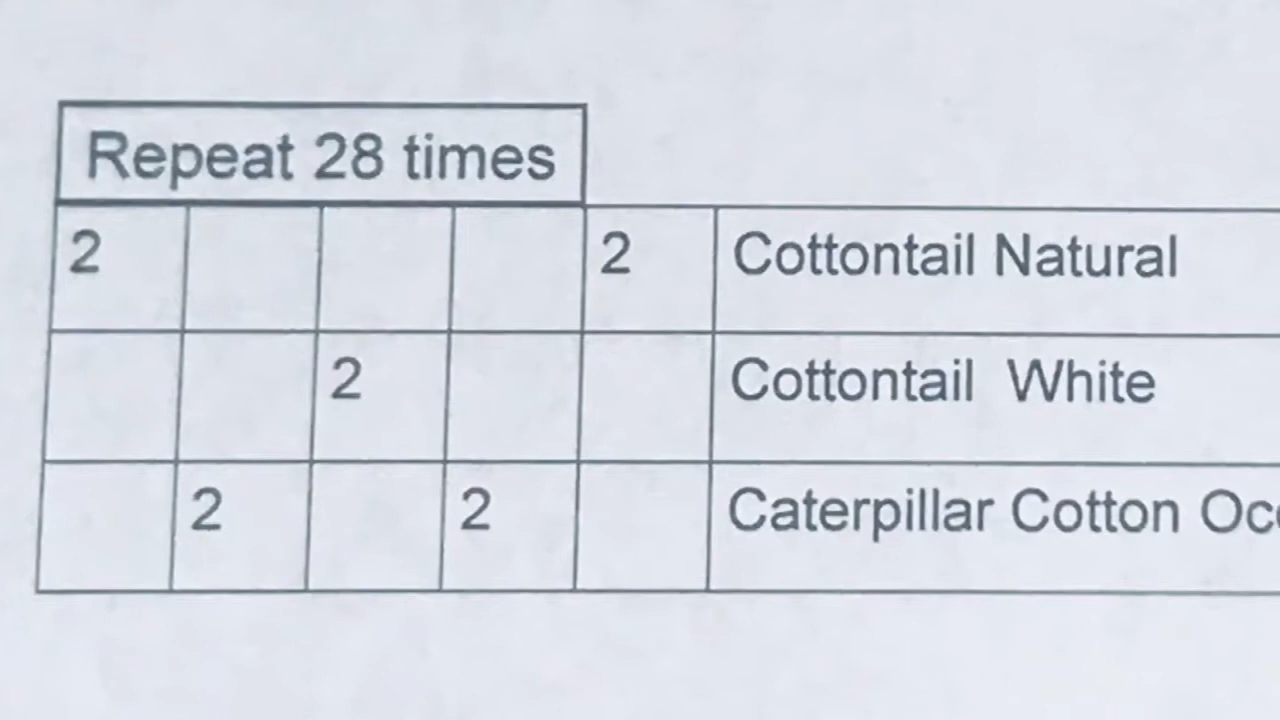 Repeat 28 times
2 2 Cottontail Natural
2 Cottontail White
2 2 Caterpillar Cotton